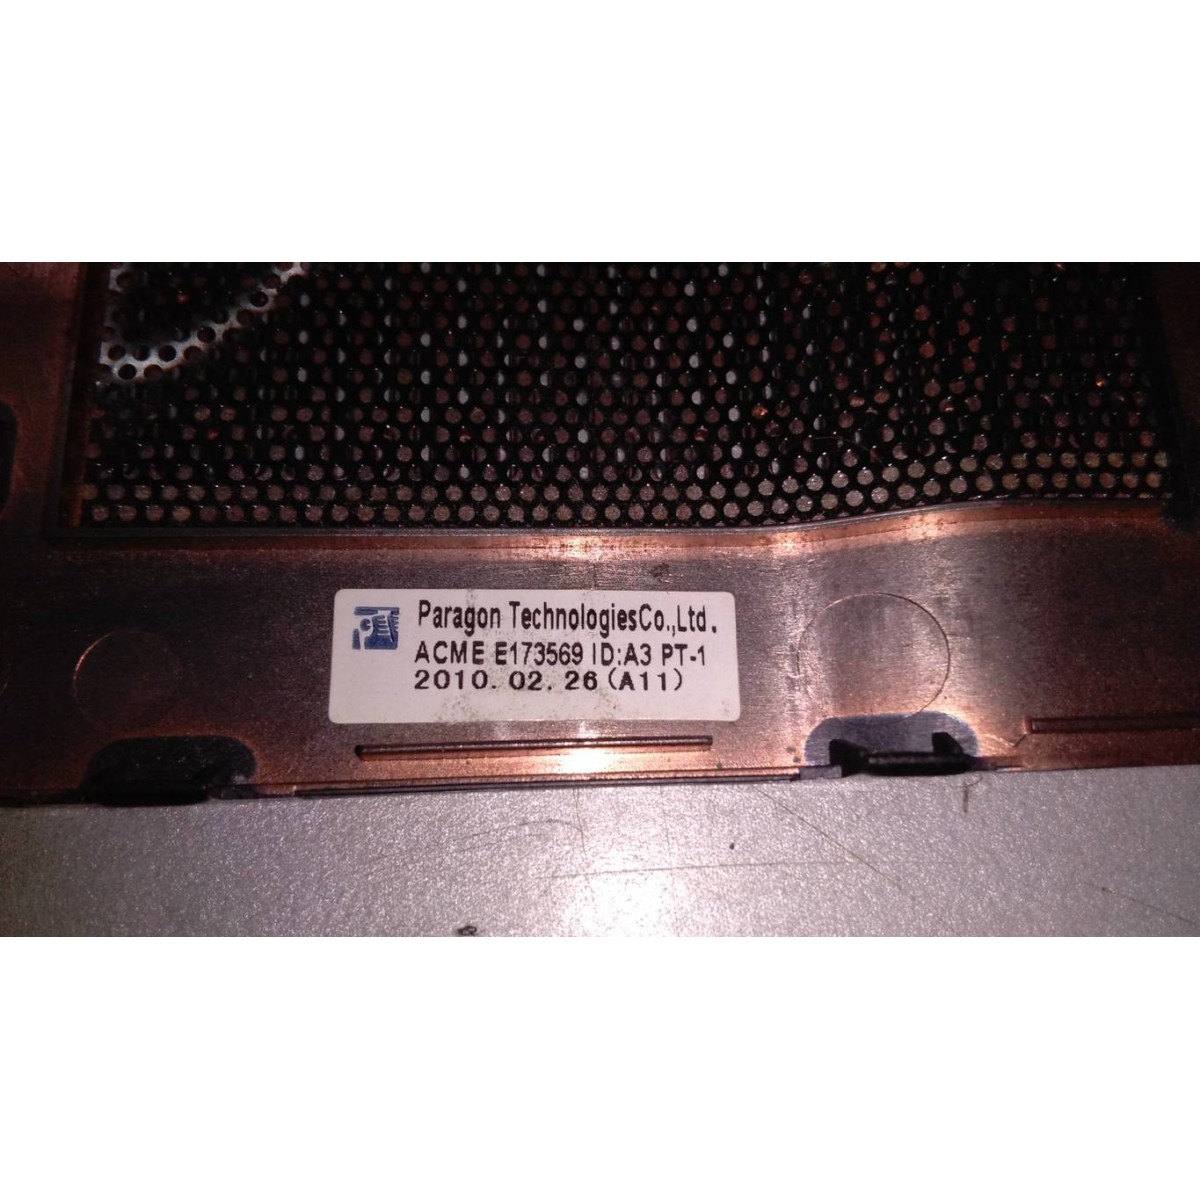 Paragon TechnologiesCo.,Ltd.
ACME E173569 ID:A3 PT-1
2010. 02. 26 (A11)